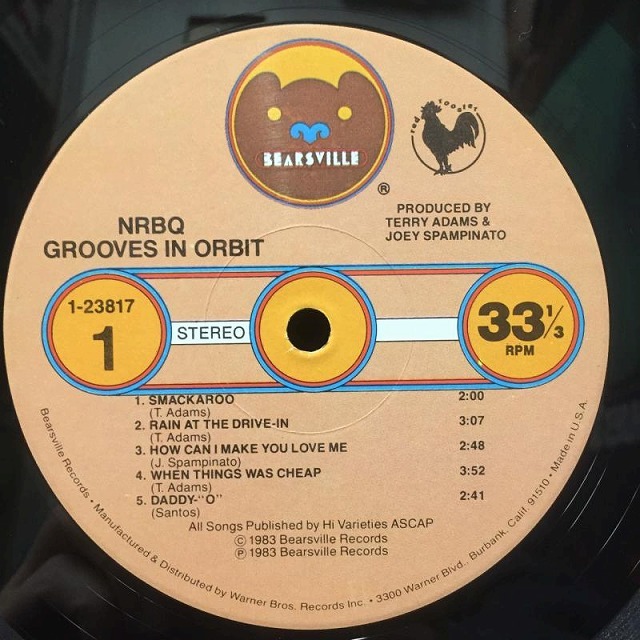 BEARSVILLE
®
red rooster
PRODUCED BY
TERRY ADAMS &
JOEY SPAMPINATO
NRBQ
GROOVES IN ORBIT
1-23817
1
STEREO
33 1/3
RPM
1. SMACKAROO 2:00
(T. Adams)
2. RAIN AT THE DRIVE-IN 3:07
(T. Adams)
3. HOW CAN I MAKE YOU LOVE ME 2:48
(J. Spampinato)
4. WHEN THINGS WAS CHEAP 3:52
(T. Adams)
5. DADDY-"O" 2:41
(Santos)
All Songs Published by Hi Varieties ASCAP
© 1983 Bearsville Records
℗ 1983 Bearsville Records
Bearsville Records • Manufactured & Distributed by Warner Bros. Records Inc. • 3300 Warner Blvd., Burbank, Calif. 91510 • Made in U.S.A.